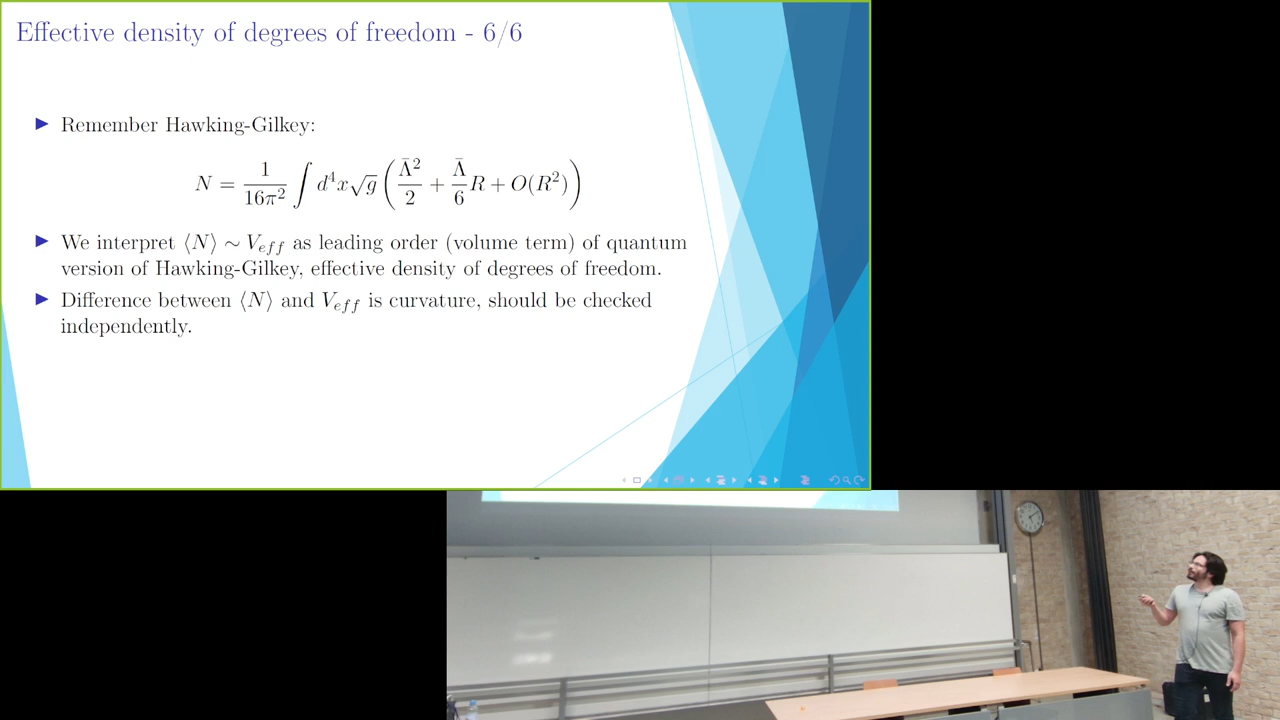 Effective density of degrees of freedom - 6/6
Remember Hawking-Gilkey:
N = \frac{1}{16\pi^2} \int d^4x \sqrt{g} \left( \frac{\bar{\Lambda}^2}{2} + \frac{\bar{\Lambda}}{6} R + O(R^2) \right)
We interpret ⟨N⟩ ∼ V_{eff} as leading order (volume term) of quantum
version of Hawking-Gilkey, effective density of degrees of freedom.
Difference between ⟨N⟩ and V_{eff} is curvature, should be checked
independently.